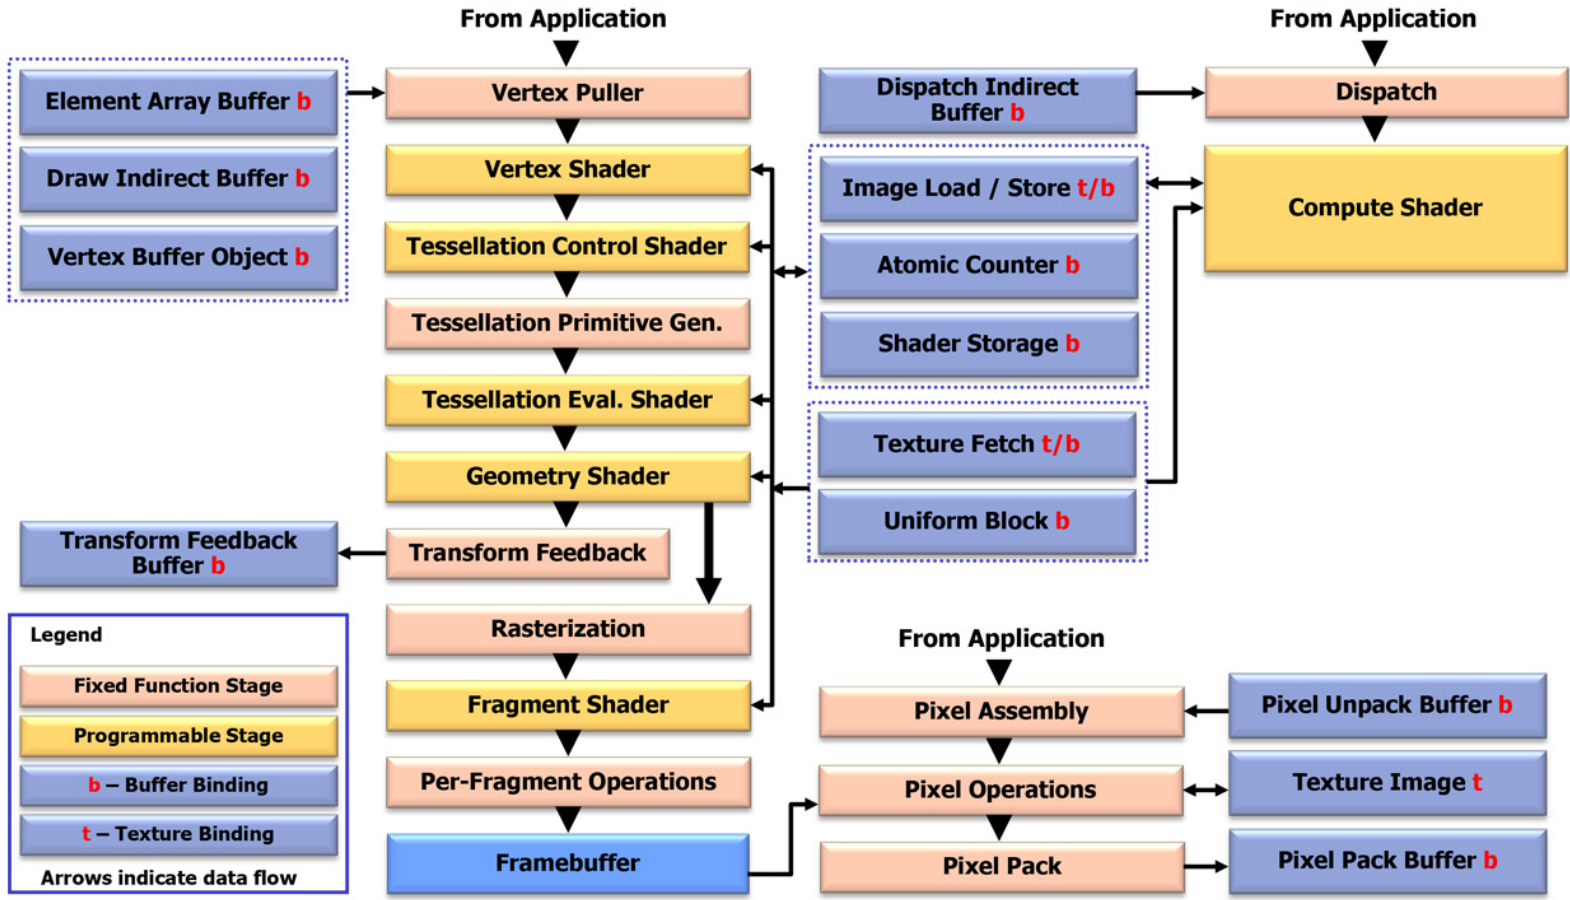 From Application
Element Array Buffer b
Draw Indirect Buffer b
Vertex Buffer Object b
Vertex Puller
Vertex Shader
Tessellation Control Shader
Tessellation Primitive Gen.
Tessellation Eval. Shader
Geometry Shader
Transform Feedback
Transform Feedback
Buffer b
Rasterization
Fragment Shader
Per-Fragment Operations
Framebuffer
Legend
Fixed Function Stage
Programmable Stage
b – Buffer Binding
t – Texture Binding
Arrows indicate data flow
From Application
Dispatch Indirect
Buffer b
Dispatch
Image Load / Store t/b
Atomic Counter b
Shader Storage b
Compute Shader
Texture Fetch t/b
Uniform Block b
From Application
Pixel Assembly
Pixel Unpack Buffer b
Pixel Operations
Texture Image t
Pixel Pack
Pixel Pack Buffer b